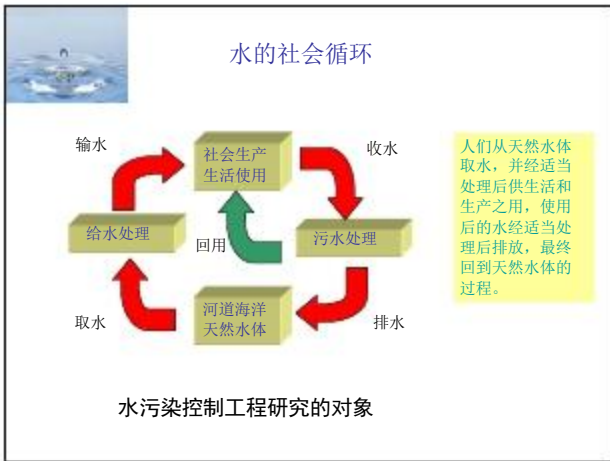 水的社会循环
输水
社会生产
生活使用
收水
给水处理
回用
污水处理
取水
河道海洋
天然水体
排水
人们从天然水体
取水，并经适当
处理后供生活和
生产之用，使用
后的水经适当处
理后排放，最终
回到天然水体的
过程。
水污染控制工程研究的对象